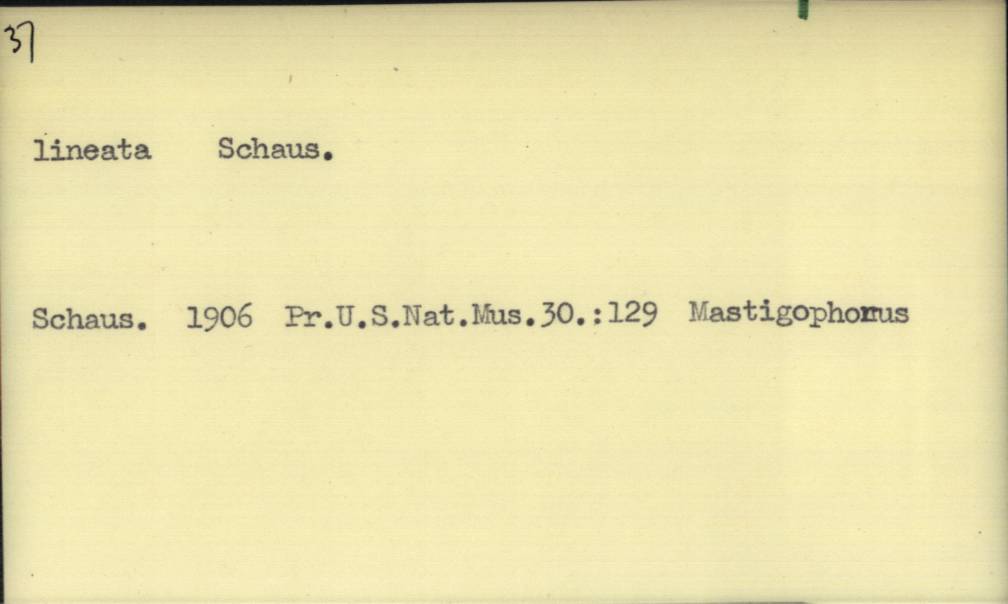 37
lineata Schaus.
Schaus. 1906 Pr.U.S.Nat.Mus.30.:129 Mastigophorus